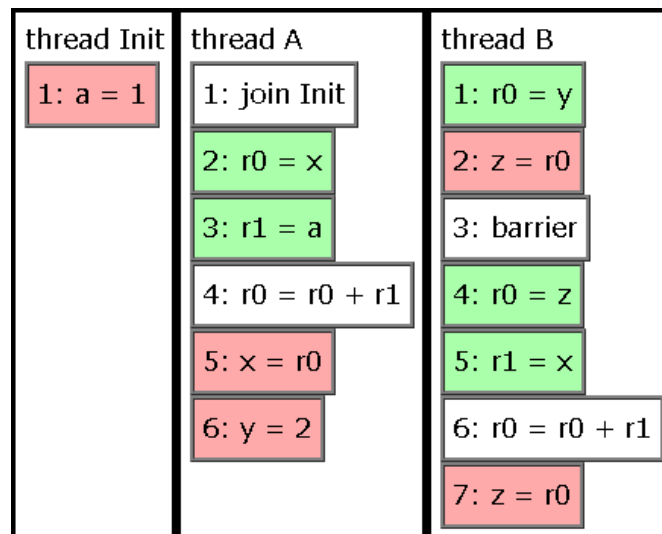 thread Init
1: a = 1
thread A
1: join Init
2: r0 = x
3: r1 = a
4: r0 = r0 + r1
5: x = r0
6: y = 2
thread B
1: r0 = y
2: z = r0
3: barrier
4: r0 = z
5: r1 = x
6: r0 = r0 + r1
7: z = r0